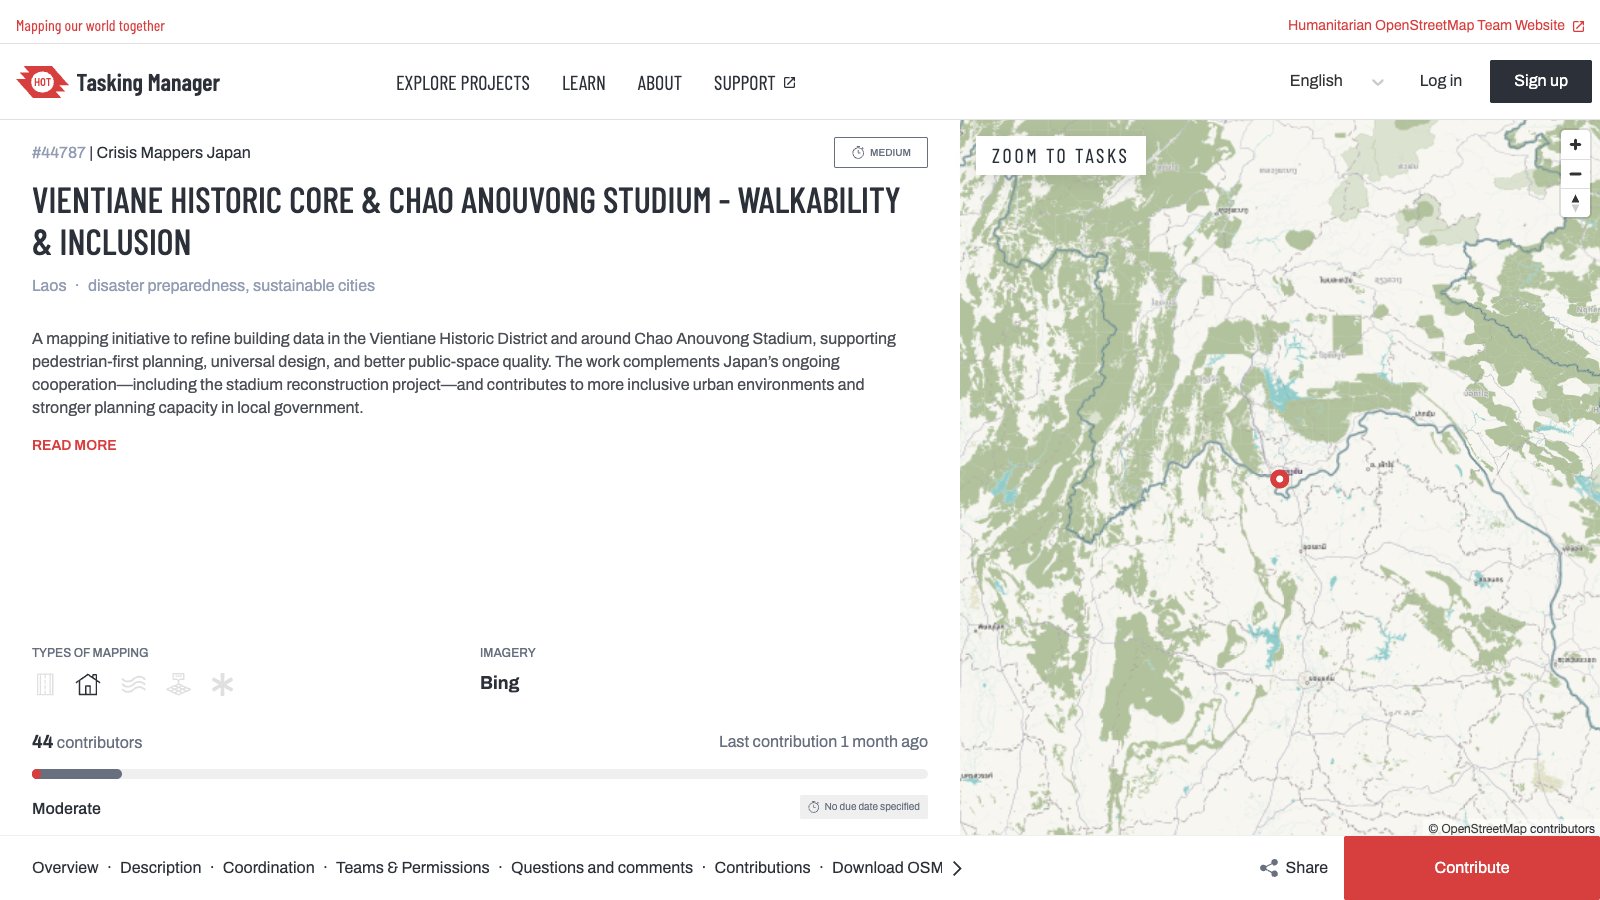 Mapping our world together
Humanitarian OpenStreetMap Team Website
HOT
Tasking Manager
EXPLORE PROJECTS
LEARN
ABOUT
SUPPORT
English
Log in
Sign up
#44787 | Crisis Mappers Japan
MEDIUM
VIENTIANE HISTORIC CORE & CHAO ANOUVONG STUDIUM - WALKABILITY
& INCLUSION
Laos · disaster preparedness, sustainable cities
A mapping initiative to refine building data in the Vientiane Historic District and around Chao Anouvong Stadium, supporting
pedestrian-first planning, universal design, and better public-space quality. The work complements Japan’s ongoing
cooperation—including the stadium reconstruction project—and contributes to more inclusive urban environments and
stronger planning capacity in local government.
READ MORE
TYPES OF MAPPING
IMAGERY
Bing
44 contributors
Last contribution 1 month ago
Moderate
No due date specified
ZOOM TO TASKS
© OpenStreetMap contributors
Overview · Description · Coordination · Teams & Permissions · Questions and comments · Contributions · Download OSM
Share
Contribute